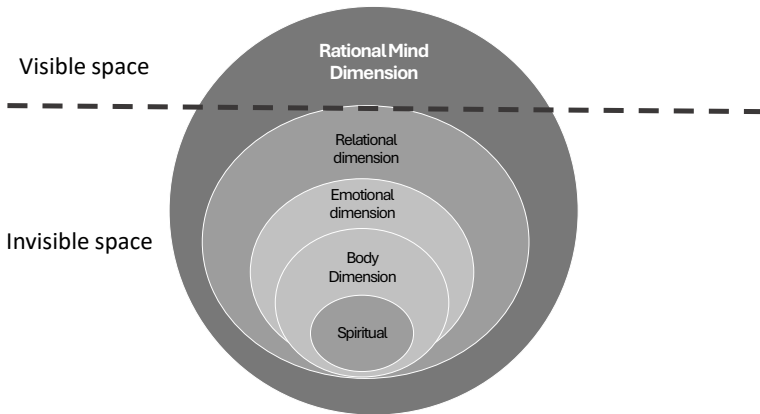 Visible space
Rational Mind
Dimension
Relational
dimension
Emotional
dimension
Invisible space
Body
Dimension
Spiritual